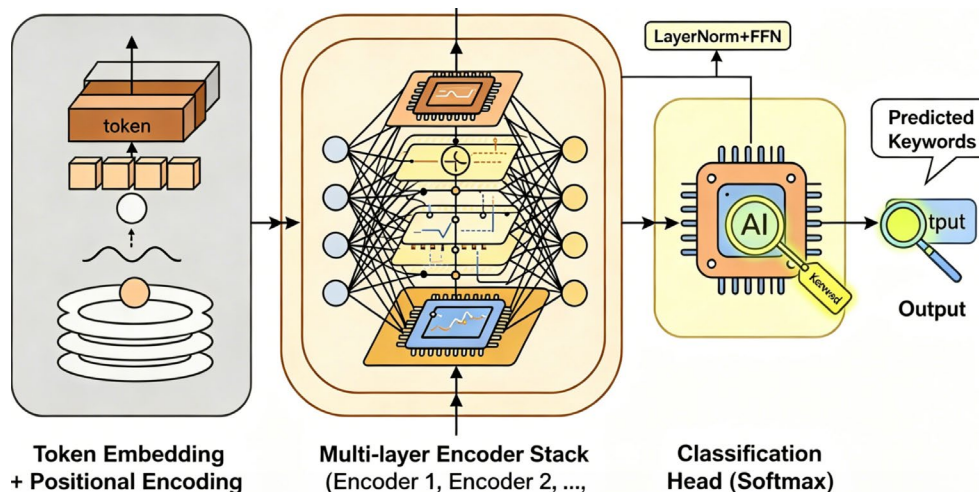 token
Token Embedding
+ Positional Encoding
Multi-layer Encoder Stack
(Encoder 1, Encoder 2, ...,
LayerNorm+FFN
AI
Classification
Head (Softmax)
Predicted
Keywords
tput
Output